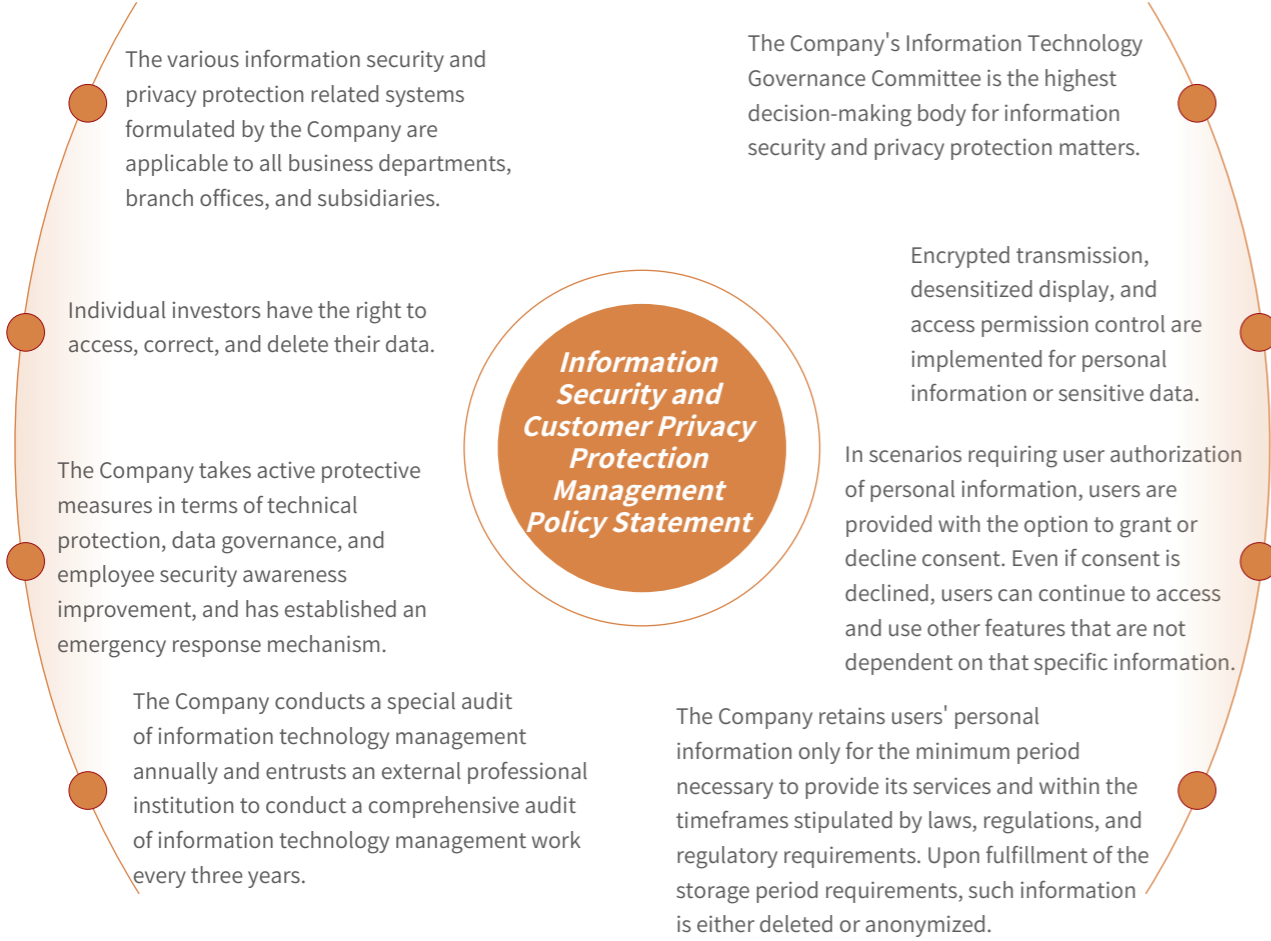 The various information security and
privacy protection related systems
formulated by the Company are
applicable to all business departments,
branch offices, and subsidiaries.
Individual investors have the right to
access, correct, and delete their data.
The Company takes active protective
measures in terms of technical
protection, data governance, and
employee security awareness
improvement, and has established an
emergency response mechanism.
The Company conducts a special audit
of information technology management
annually and entrusts an external professional
institution to conduct a comprehensive audit
of information technology management work
every three years.
Information
Security and
Customer Privacy
Protection
Management
Policy Statement
The Company's Information Technology
Governance Committee is the highest
decision-making body for information
security and privacy protection matters.
Encrypted transmission,
desensitized display, and
access permission control are
implemented for personal
information or sensitive data.
In scenarios requiring user authorization
of personal information, users are
provided with the option to grant or
decline consent. Even if consent is
declined, users can continue to access
and use other features that are not
dependent on that specific information.
The Company retains users' personal
information only for the minimum period
necessary to provide its services and within the
timeframes stipulated by laws, regulations, and
regulatory requirements. Upon fulfillment of the
storage period requirements, such information
is either deleted or anonymized.